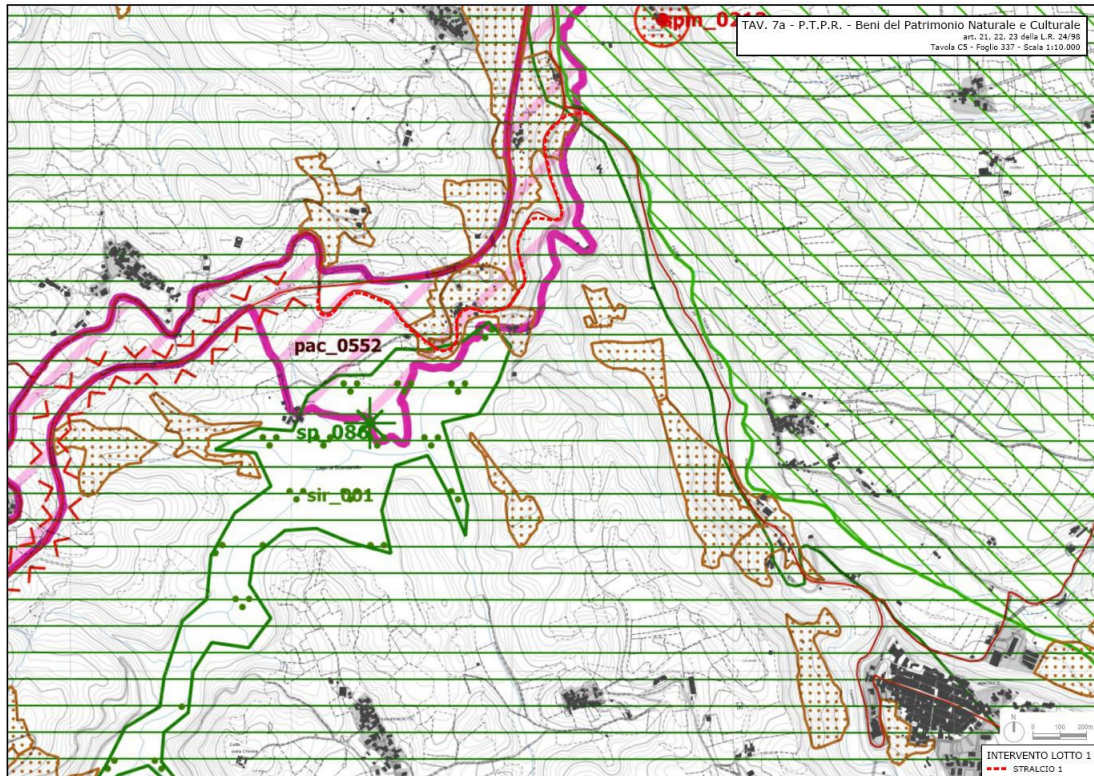 spm_0218
TAV. 7a - P.T.P.R. - Beni del Patrimonio Naturale e Culturale
art. 21, 22, 23 della L.R. 24/98
Tavola C5 - Foglio 337 - Scala 1:10.000
pac_0552
sp_086
sir_001
N
0 100 200m
INTERVENTO LOTTO 1
STRALCIO 1